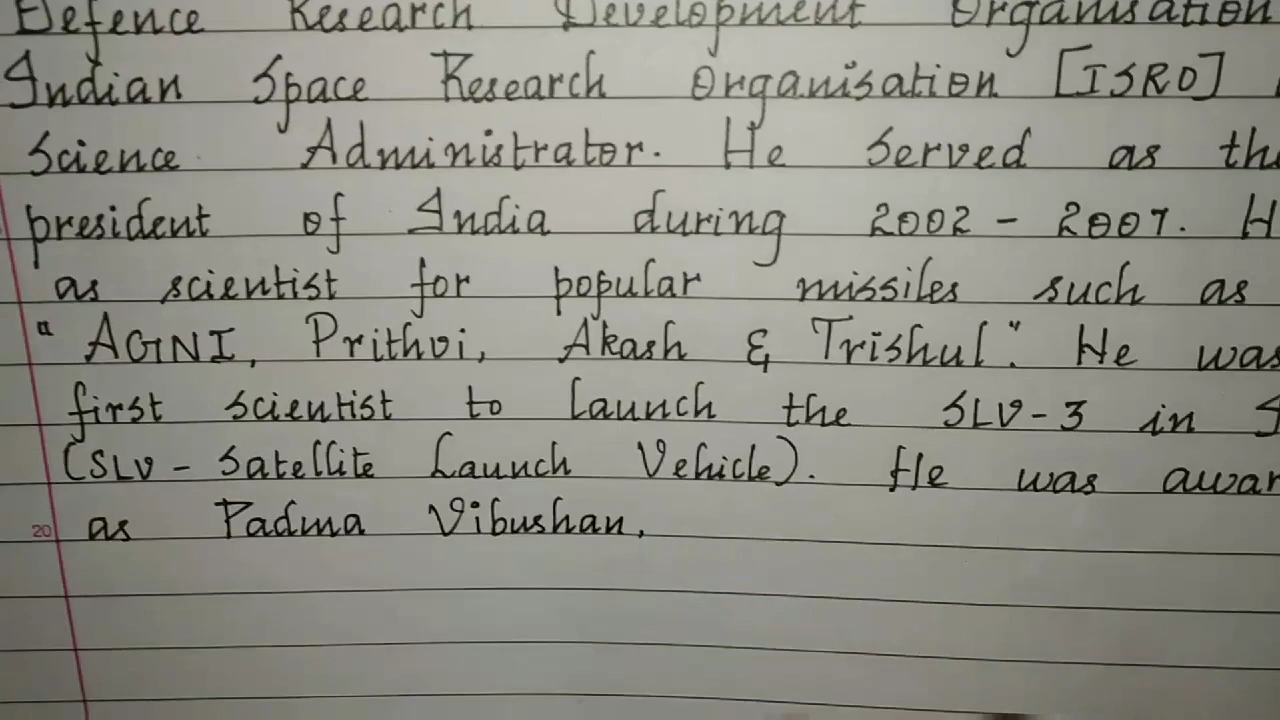 Defence Research Development Organisation
Indian Space Research Organisation [ISRO]
Science Administrator. He served as
president of India during 2002 - 2007.
as scientist for popular missiles such as
" AGNI, Prithvi, Akash & Trishul". He was
first scientist to launch the SLV-3 in
(SLV - Satellite Launch Vehicle). He was
20 as Padma Vibushan,